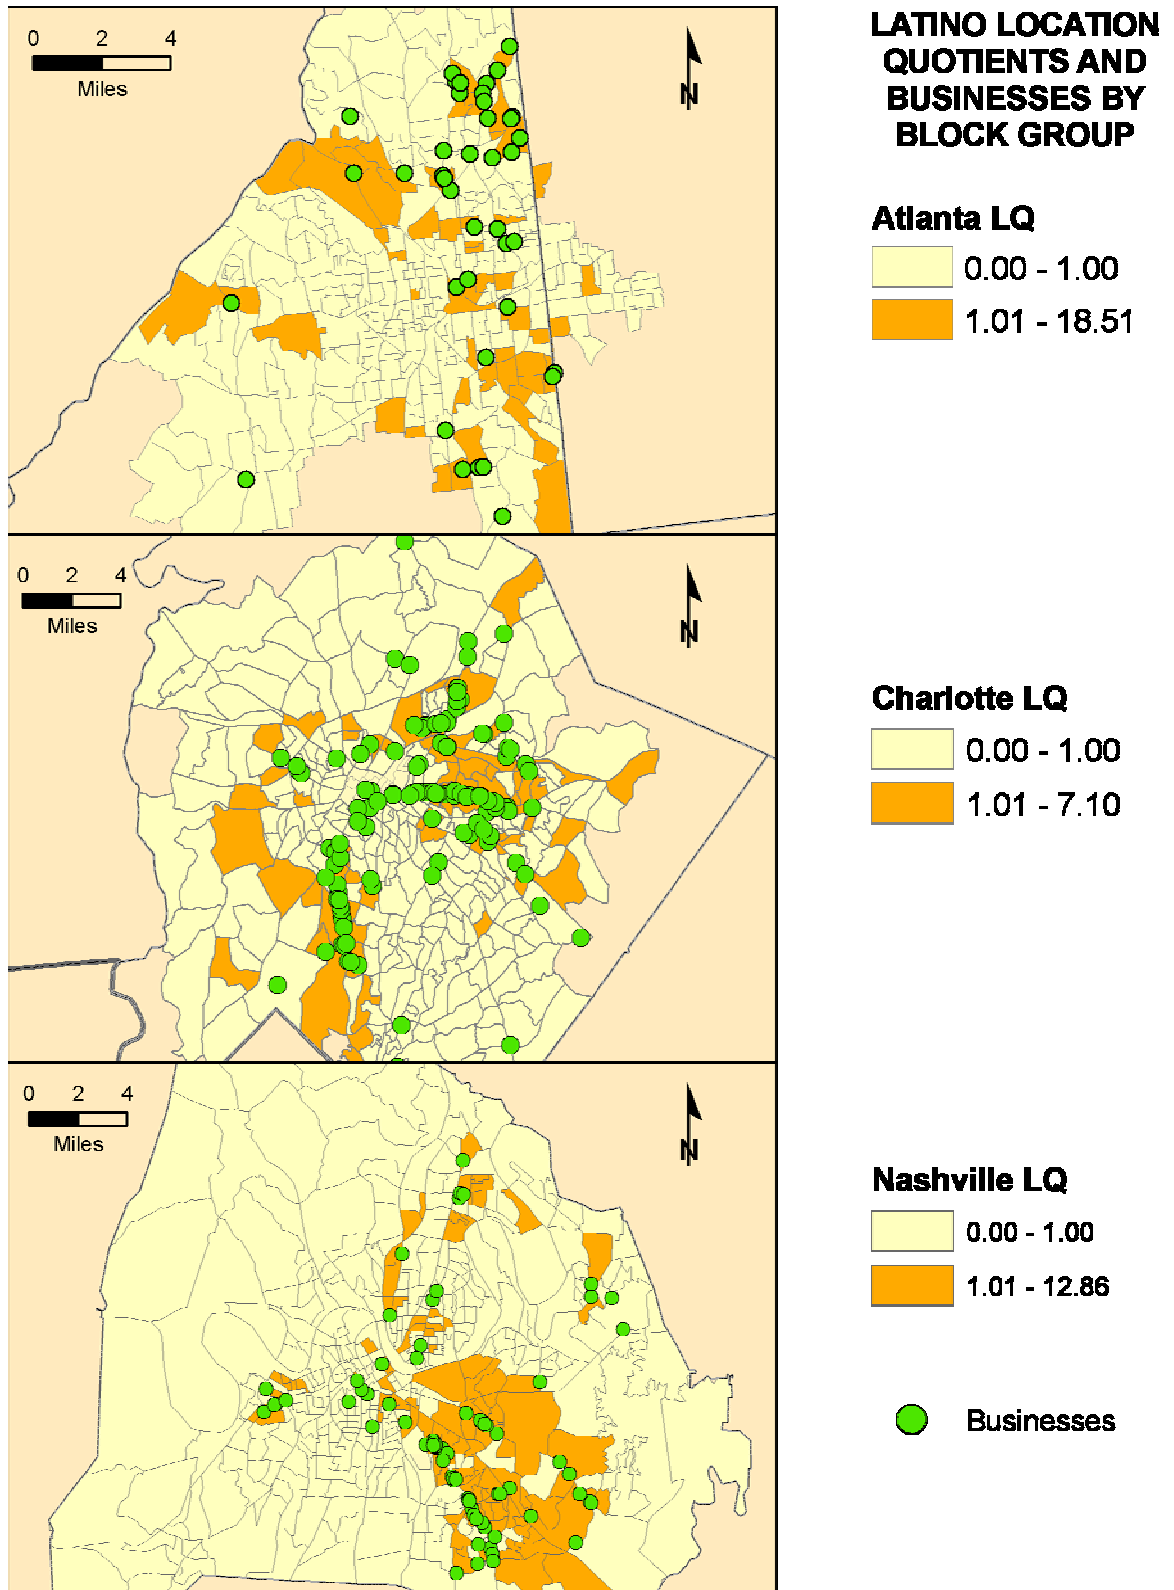 0 2 4
Miles
N
LATINO LOCATION
QUOTIENTS AND
BUSINESSES BY
BLOCK GROUP
Atlanta LQ
0.00 - 1.00
1.01 - 18.51
0 2 4
Miles
N
Charlotte LQ
0.00 - 1.00
1.01 - 7.10
0 2 4
Miles
N
Nashville LQ
0.00 - 1.00
1.01 - 12.86
Businesses